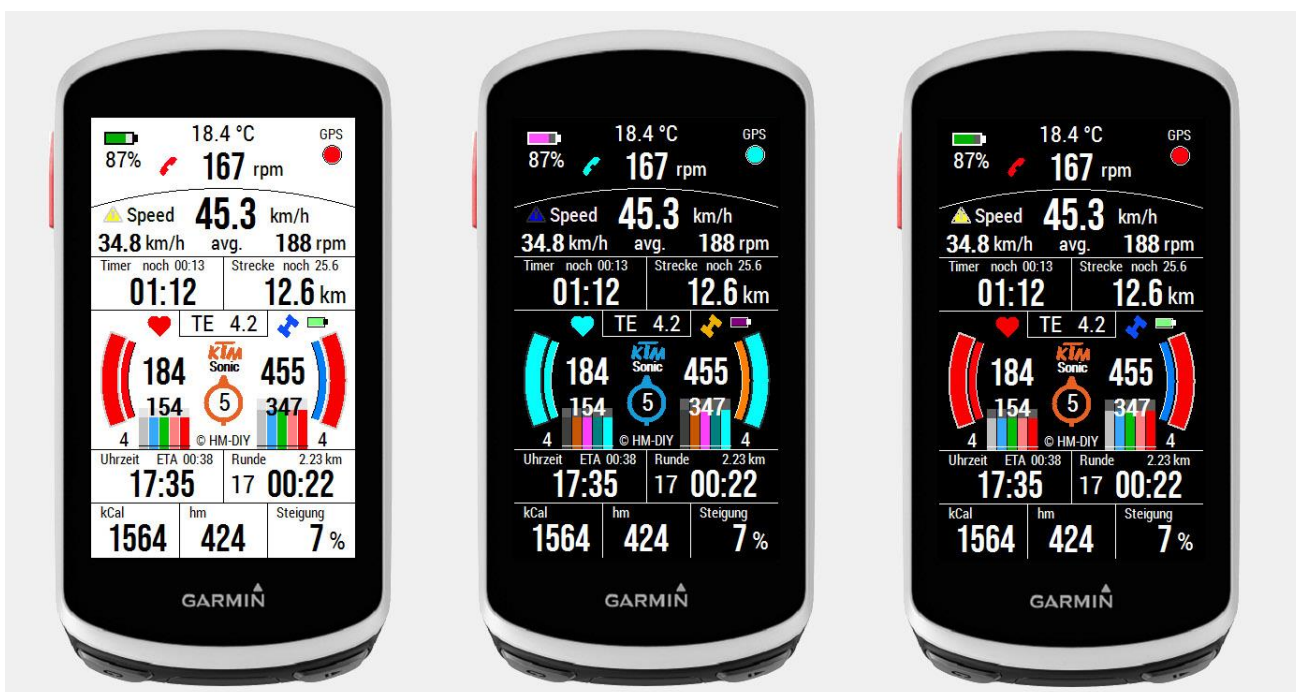 18.4 °C
GPS
87%
167 rpm
Speed 45.3 km/h
34.8 km/h avg. 188 rpm
Timer noch 00:13 Strecke noch 25.6
01:12 12.6 km
TE 4.2
KTM
Sonic
184 455
154 5 347
4 © HM-DIY 4
Uhrzeit ETA 00:38 Runde 2.23 km
17:35 17 00:22
kCal hm Steigung
1564 424 7 %
GARMIN
18.4 °C
GPS
87%
167 rpm
Speed 45.3 km/h
34.8 km/h avg. 188 rpm
Timer noch 00:13 Strecke noch 25.6
01:12 12.6 km
TE 4.2
KTM
Sonic
184 455
154 5 347
4 © HM-DIY 4
Uhrzeit ETA 00:38 Runde 2.23 km
17:35 17 00:22
kCal hm Steigung
1564 424 7 %
GARMIN
18.4 °C
GPS
87%
167 rpm
Speed 45.3 km/h
34.8 km/h avg. 188 rpm
Timer noch 00:13 Strecke noch 25.6
01:12 12.6 km
TE 4.2
KTM
Sonic
184 455
154 5 347
4 © HM-DIY 4
Uhrzeit ETA 00:38 Runde 2.23 km
17:35 17 00:22
kCal hm Steigung
1564 424 7 %
GARMIN